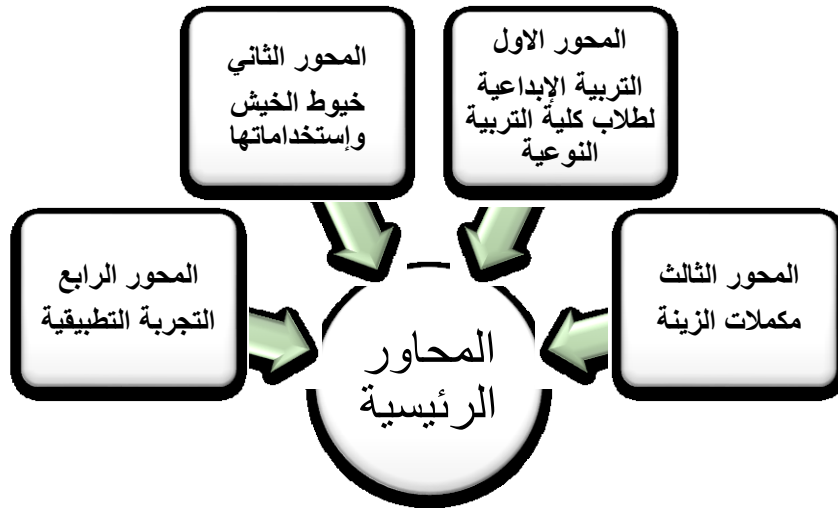 المحور الاول
التربية الإبداعية
لطلاب كلية التربية
النوعية
المحور الثاني
خيوط الخيش
وإستخداماتها
المحور الثالث
مكملات الزينة
المحور الرابع
التجربة التطبيقية
المحاور
الرئيسية